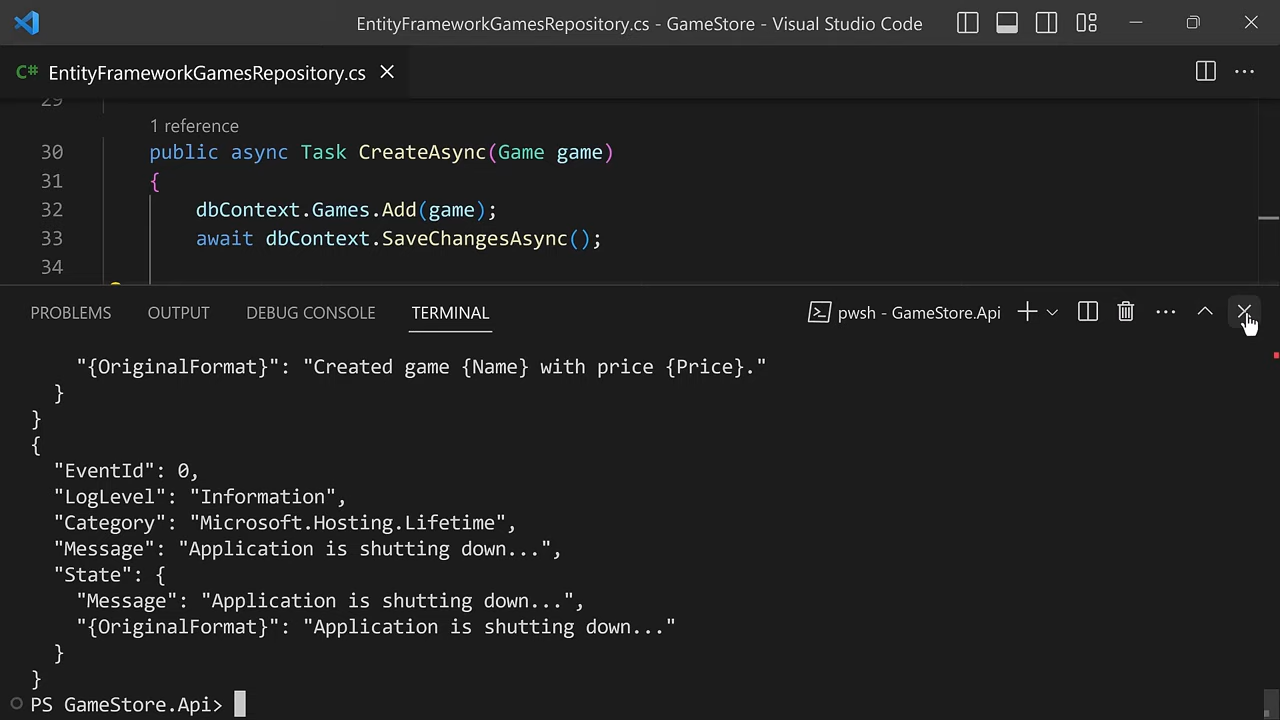 EntityFrameworkGamesRepository.cs - GameStore - Visual Studio Code
C# EntityFrameworkGamesRepository.cs
29
1 reference
30 public async Task CreateAsync(Game game)
31 {
32 dbContext.Games.Add(game);
33 await dbContext.SaveChangesAsync();
34
PROBLEMS OUTPUT DEBUG CONSOLE TERMINAL pwsh - GameStore.Api
"{OriginalFormat}": "Created game {Name} with price {Price}."
}
}
{
"EventId": 0,
"LogLevel": "Information",
"Category": "Microsoft.Hosting.Lifetime",
"Message": "Application is shutting down...",
"State": {
"Message": "Application is shutting down...",
"{OriginalFormat}": "Application is shutting down..."
}
}
PS GameStore.Api>